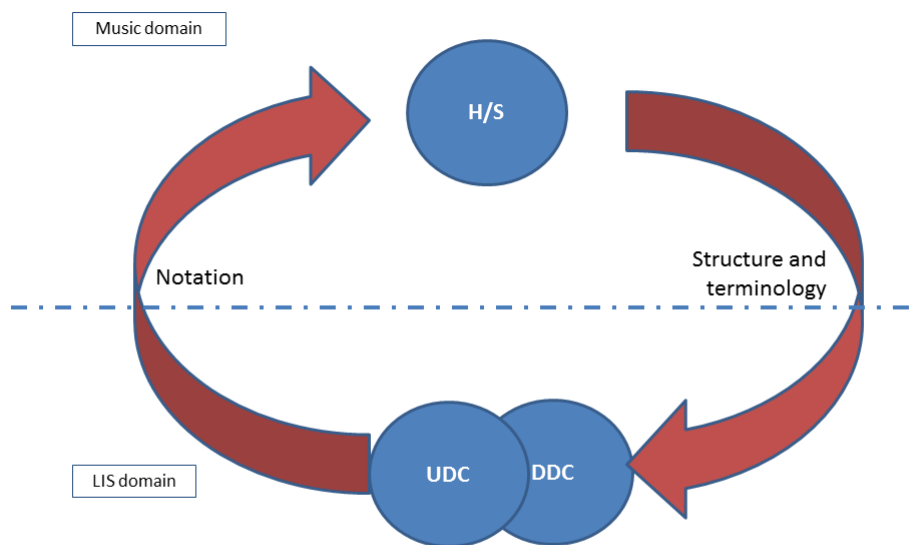 Music domain
H/S
Notation
Structure and
terminology
UDC
DDC
LIS domain